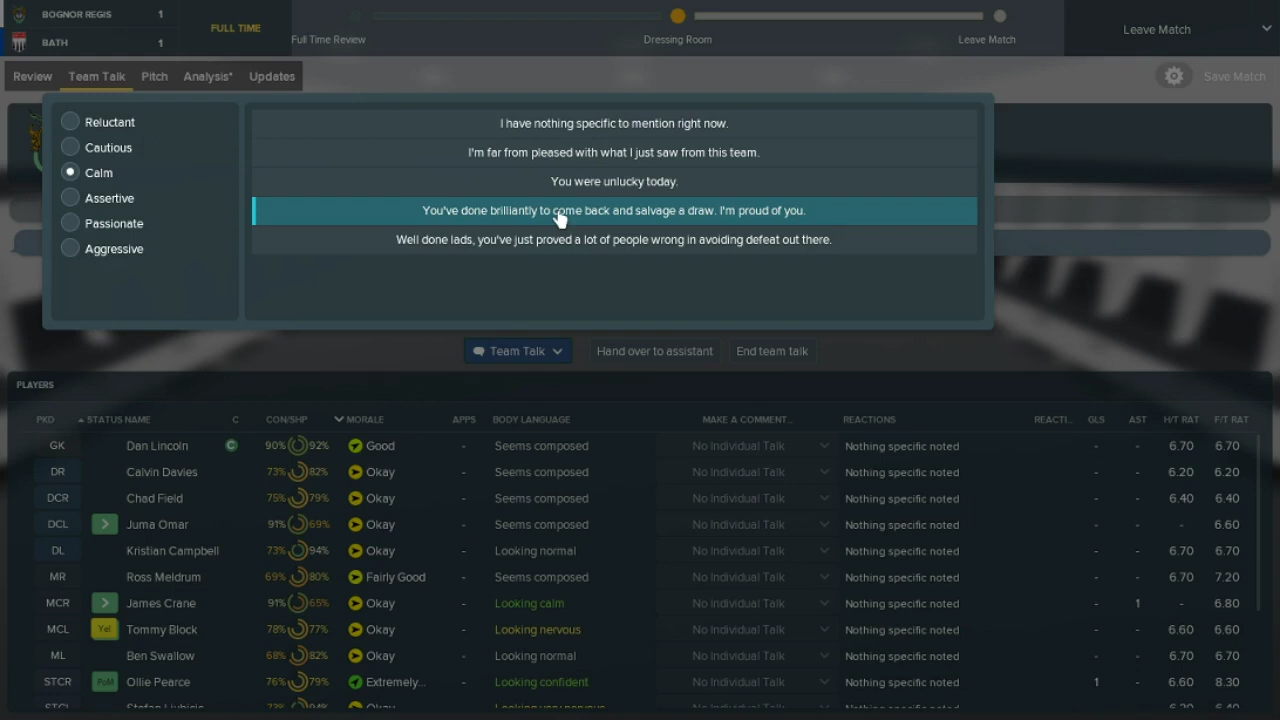 BOGNOR REGIS 1
BATH 1
FULL TIME
Full Time Review
Dressing Room
Leave Match
Leave Match
Review Team Talk Pitch Analysis* Updates
Save Match
Reluctant
Cautious
Calm
Assertive
Passionate
Aggressive
I have nothing specific to mention right now.
I'm far from pleased with what I just saw from this team.
You were unlucky today.
You've done brilliantly to come back and salvage a draw. I'm proud of you.
Well done lads, you've just proved a lot of people wrong in avoiding defeat out there.
Team Talk Hand over to assistant End team talk
PLAYERS
PKD STATUS NAME C CON/SHP MORALE APPS BODY LANGUAGE MAKE A COMMENT... REACTIONS REACTI... GLS AST H/T RAT F/T RAT
GK Dan Lincoln C 90% 92% Good - Seems composed No Individual Talk Nothing specific noted - - 6.70 6.70
DR Calvin Davies 73% 82% Okay - Seems composed No Individual Talk Nothing specific noted - - 6.20 6.20
DCR Chad Field 75% 79% Okay - Seems composed No Individual Talk Nothing specific noted - - 6.40 6.40
DCL Juma Omar 91% 69% Okay - Seems composed No Individual Talk Nothing specific noted - - - 6.60
DL Kristian Campbell 73% 94% Okay - Looking normal No Individual Talk Nothing specific noted - - 6.70 6.70
MR Ross Meldrum 69% 80% Fairly Good - Seems composed No Individual Talk Nothing specific noted - - 6.70 7.20
MCR James Crane 91% 65% Okay - Looking calm No Individual Talk Nothing specific noted - 1 - 6.80
MCL Yel Tommy Block 78% 77% Okay - Looking nervous No Individual Talk Nothing specific noted - - 6.60 6.60
ML Ben Swallow 68% 82% Okay - Looking normal No Individual Talk Nothing specific noted - - 6.70 6.70
STCR PoM Ollie Pearce 76% 79% Extremely... - Looking confident No Individual Talk Nothing specific noted 1 - 6.60 8.30